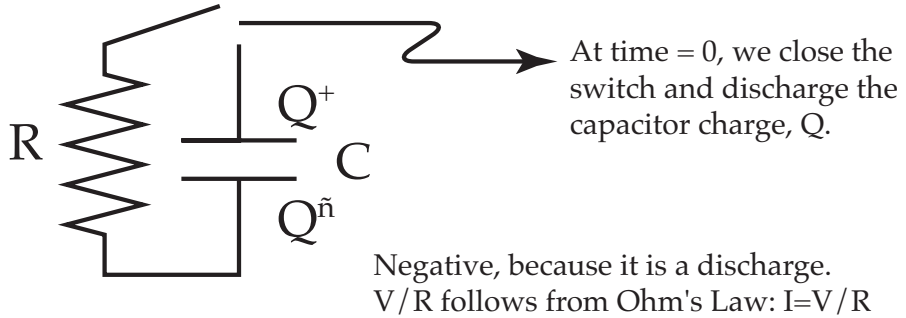 At time = 0, we close the
switch and discharge the
capacitor charge, Q.
R
Q⁺
C
Qñ
Negative, because it is a discharge.
V/R follows from Ohm's Law: I=V/R